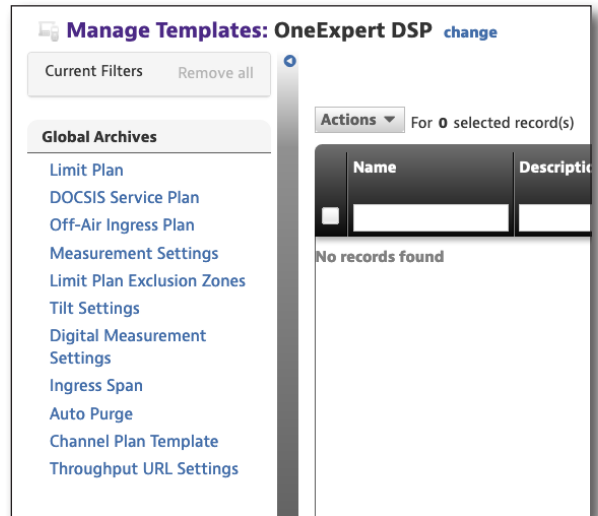 Manage Templates: OneExpert DSP change
Current Filters Remove all
Actions For 0 selected record(s)
Global Archives
Name
Limit Plan
DOCSIS Service Plan
Off-Air Ingress Plan
Measurement Settings
Limit Plan Exclusion Zones
Tilt Settings
Digital Measurement
Settings
Ingress Span
Auto Purge
Channel Plan Template
Throughput URL Settings
No records found